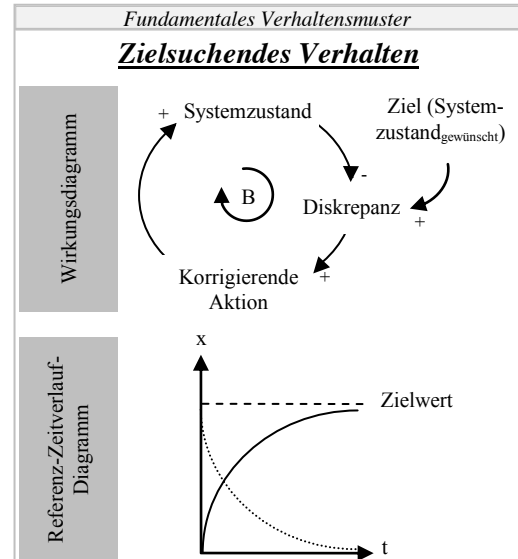 Fundamentales Verhaltensmuster
Zielsuchendes Verhalten
Wirkungsdiagramm
+ Systemzustand
Ziel (System-
zustandgewünscht)
-
B
Diskrepanz
+
Korrigierende
Aktion
+
Referenz-Zeitverlauf-
Diagramm
x
Zielwert
t